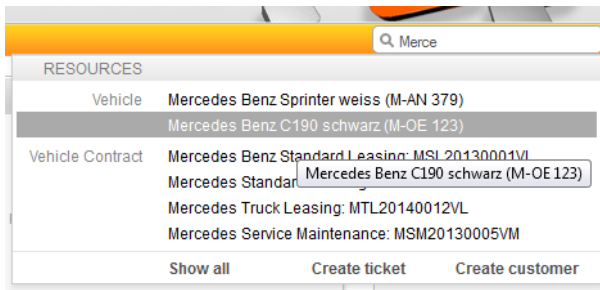 Merce
RESOURCES
Vehicle Mercedes Benz Sprinter weiss (M-AN 379)
Mercedes Benz C190 schwarz (M-OE 123)
Vehicle Contract Mercedes Benz Standard Leasing: MSL20130001VL
Mercedes Benz C190 schwarz (M-OE 123)
Mercedes Standar
Mercedes Truck Leasing: MTL20140012VL
Mercedes Service Maintenance: MSM20130005VM
Show all Create ticket Create customer